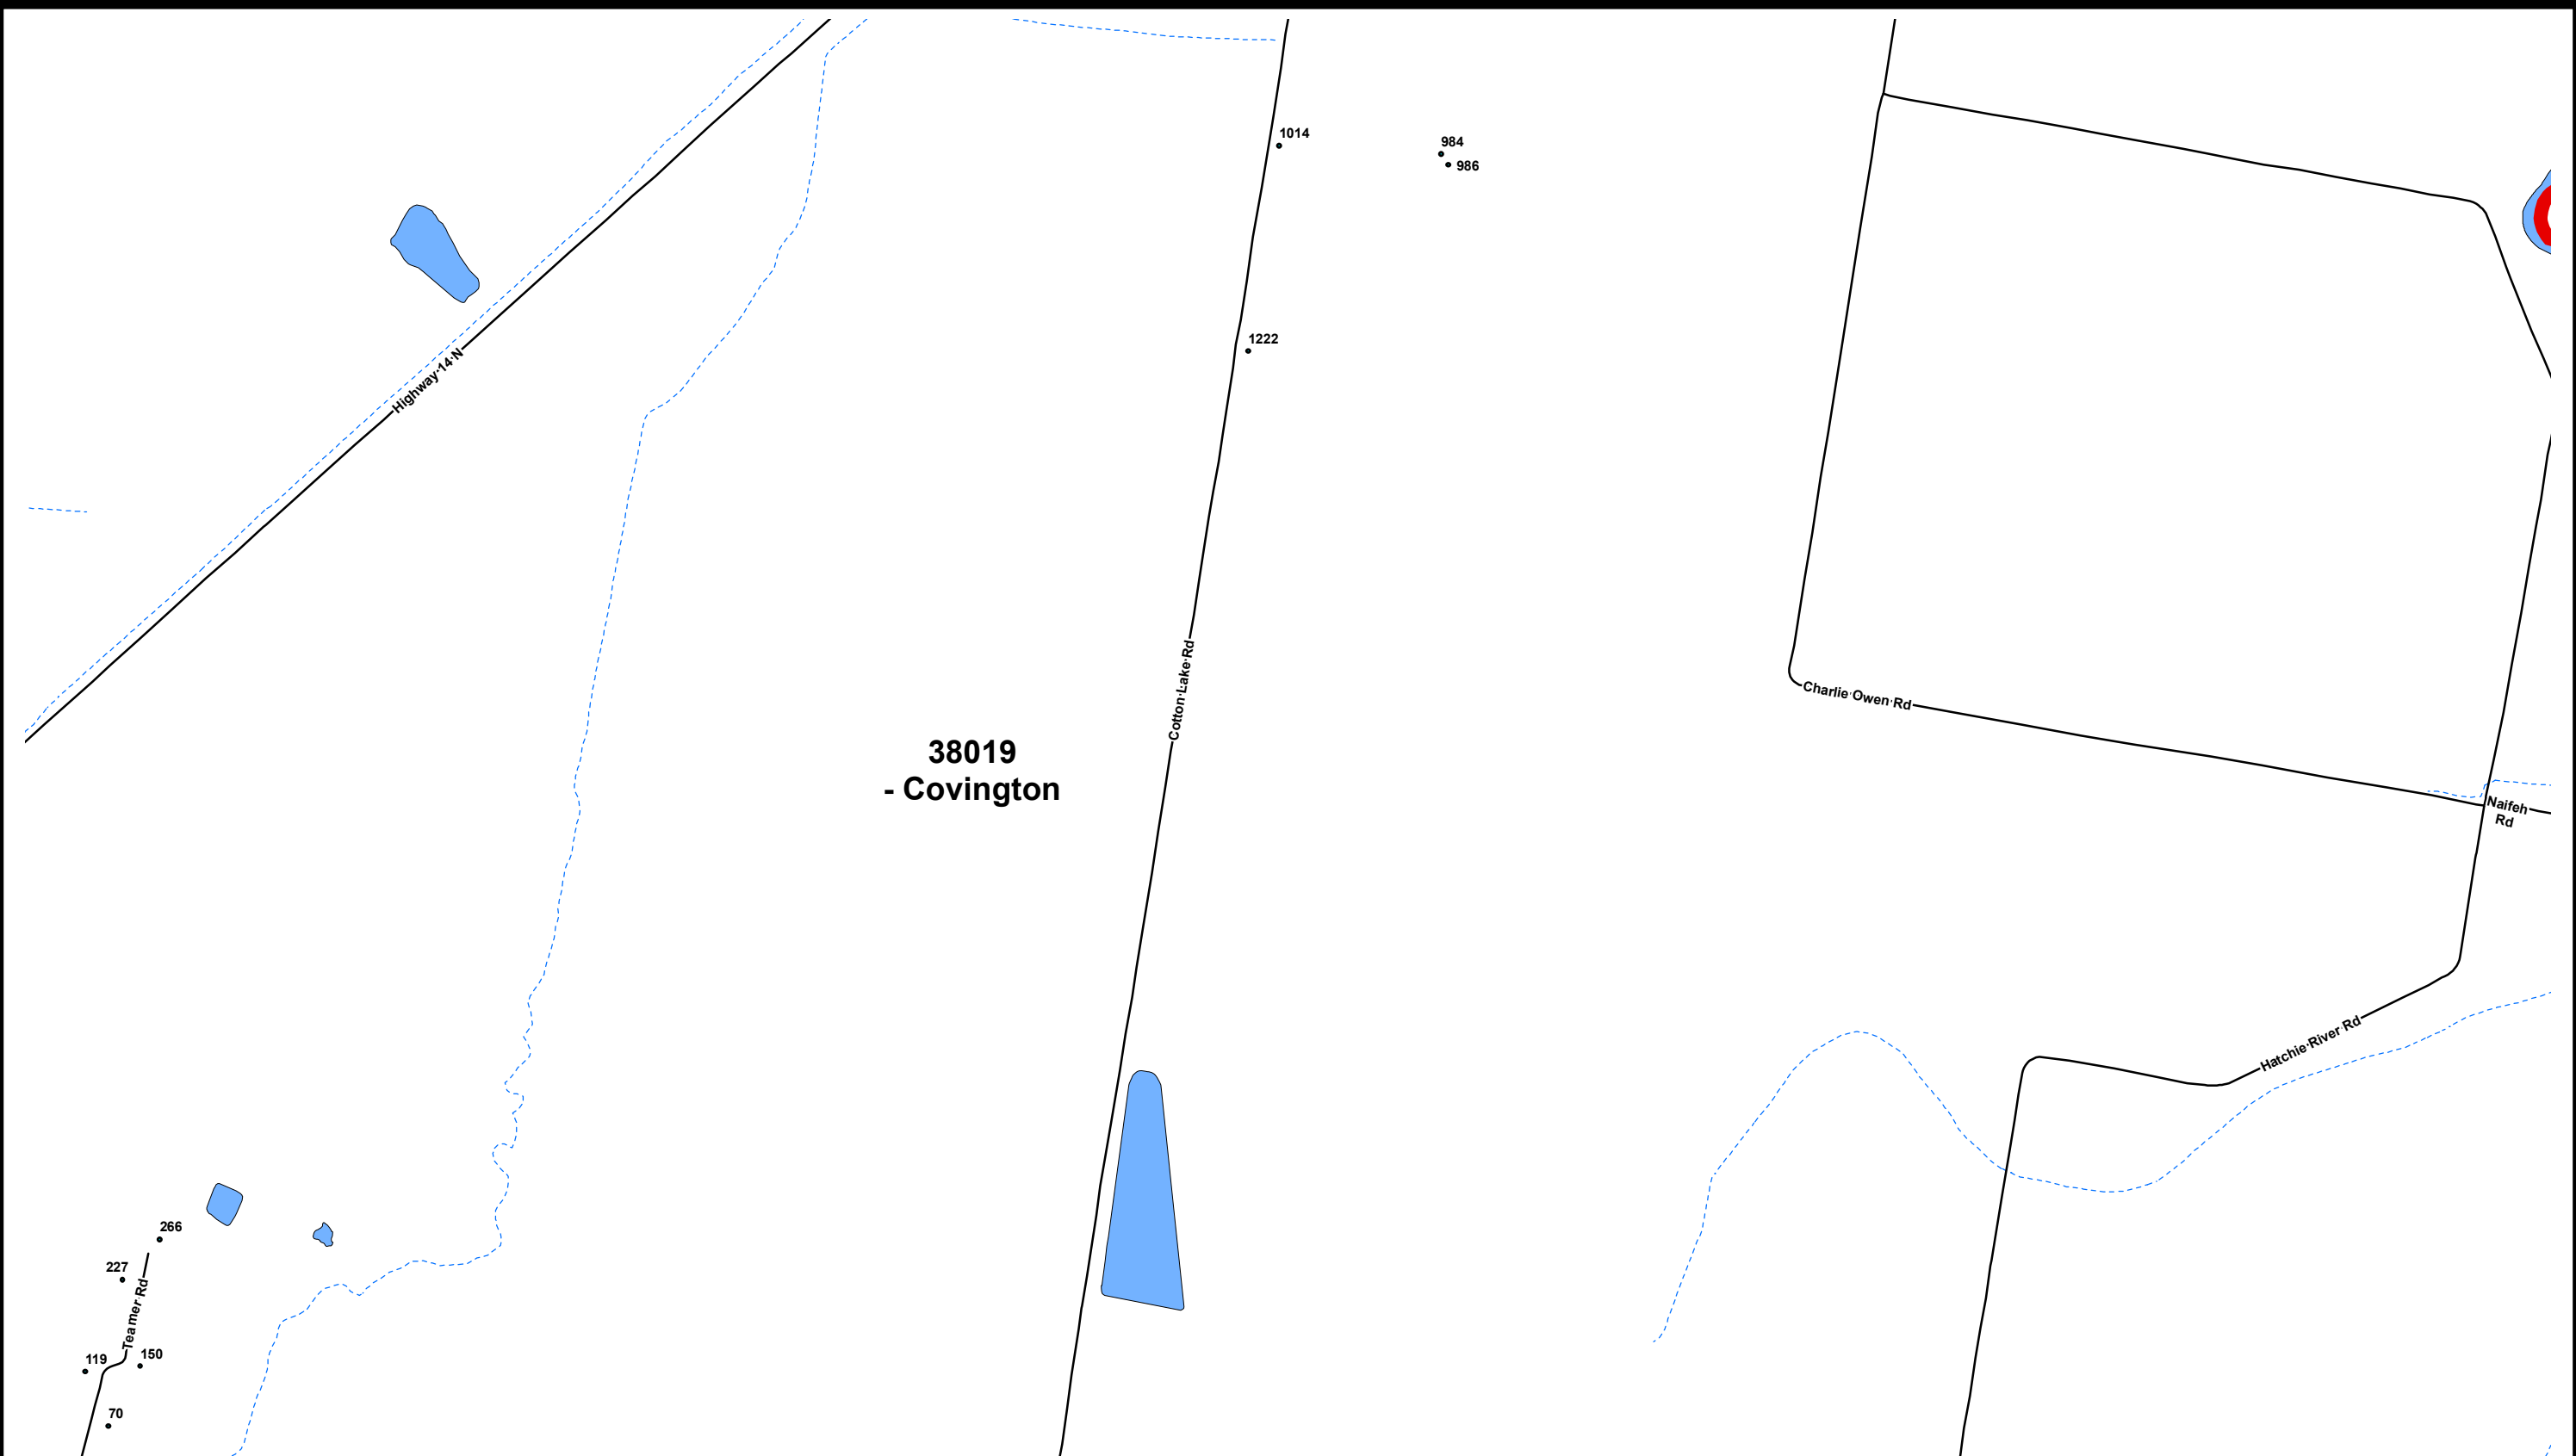 1014
984
986
1222
Highway 14 N
Cotton Lake Rd
Charlie Owen Rd
38019
- Covington
Naifeh
Rd
Hatchie River Rd
266
227
Teamer Rd
119
150
70